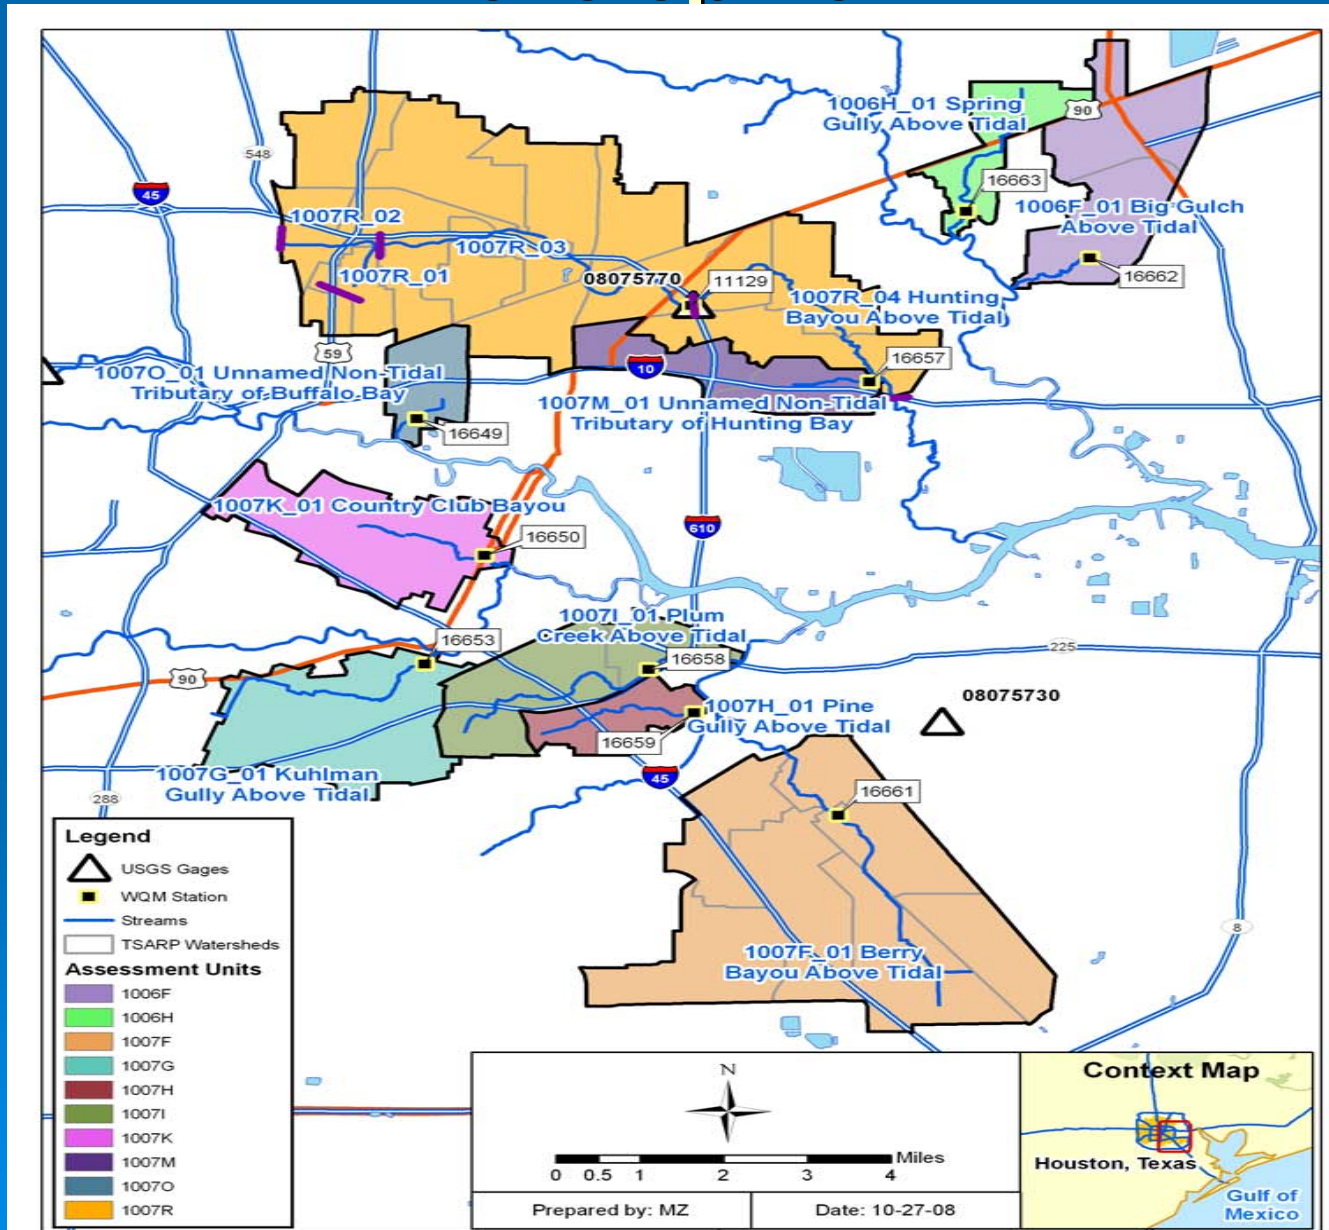 1006H_01 Spring
Gully Above Tidal
90
548
45
16663
1007R_02
1006F_01 Big Gulch
Above Tidal
1007R_03
1007R_01
08075770
11129
16662
1007R_04 Hunting
Bayou Above Tidal
59
16657
10
1007O_01 Unnamed Non-Tidal
Tributary of Buffalo Bay
1007M_01 Unnamed Non-Tidal
Tributary of Hunting Bay
16649
1007K_01 Country Club Bayou
610
16650
1007I_01 Plum
Creek Above Tidal
16653
16658
225
90
08075730
1007H_01 Pine
Gully Above Tidal
16659
1007G_01 Kuhlman
Gully Above Tidal
45
16661
288
8
1007F_01 Berry
Bayou Above Tidal
Legend
USGS Gages
WQM Station
Streams
TSARP Watersheds
Assessment Units
1006F
1006H
1007F
1007G
1007H
1007I
1007K
1007M
1007O
1007R
N
Miles
0 0.5 1 2 3 4
Prepared by: MZ
Date: 10-27-08
Context Map
Houston, Texas
Gulf of
Mexico